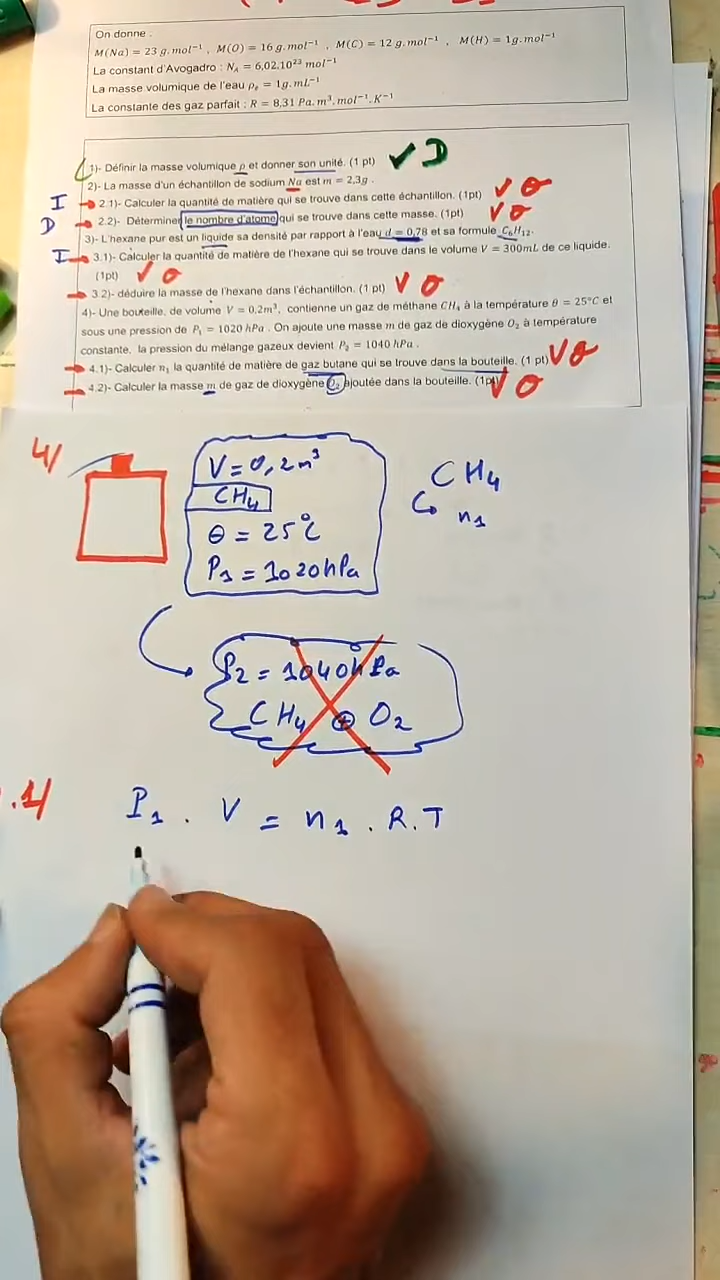 On donne :
M(Na) = 23 g.mol⁻¹ , M(O) = 16 g.mol⁻¹ , M(C) = 12 g.mol⁻¹ , M(H) = 1g.mol⁻¹
La constant d'Avogadro : N_A = 6,02.10²³ mol⁻¹
La masse volumique de l'eau ρₑ = 1g.mL⁻¹
La constante des gaz parfait : R = 8,31 Pa.m³.mol⁻¹.K⁻¹
1)- Définir la masse volumique ρ et donner son unité. (1 pt) D
2)- La masse d'un échantillon de sodium Na est m = 2,3g .
I 2.1)- Calculer la quantité de matière qui se trouve dans cette échantillon. (1pt)
D 2.2)- Déterminer le nombre d'atome qui se trouve dans cette masse. (1pt)
3)- L'hexane pur est un liquide sa densité par rapport à l'eau d = 0,78 et sa formule C₆H₁₂.
I 3.1)- Calculer la quantité de matière de l'hexane qui se trouve dans le volume V = 300mL de ce liquide.
(1pt)
3.2)- déduire la masse de l'hexane dans l'échantillon. (1 pt)
4)- Une bouteille, de volume V = 0,2m³, contienne un gaz de méthane CH₄ à la température θ = 25°C et
sous une pression de P₁ = 1020 hPa . On ajoute une masse m de gaz de dioxygène O₂ à température
constante, la pression du mélange gazeux devient P₂ = 1040 hPa .
4.1)- Calculer n₁ la quantité de matière de gaz butane qui se trouve dans la bouteille. (1 pt)
4.2)- Calculer la masse m de gaz de dioxygène O₂ ajoutée dans la bouteille. (1pt)
4/
V = 0,2m³
CH₄
θ = 25°C
P₁ = 1020hPa
CH₄
n₁
P₂ = 1040hPa
CH₄ ⊕ O₂
.1/ P₁ . V = n₁ . R.T